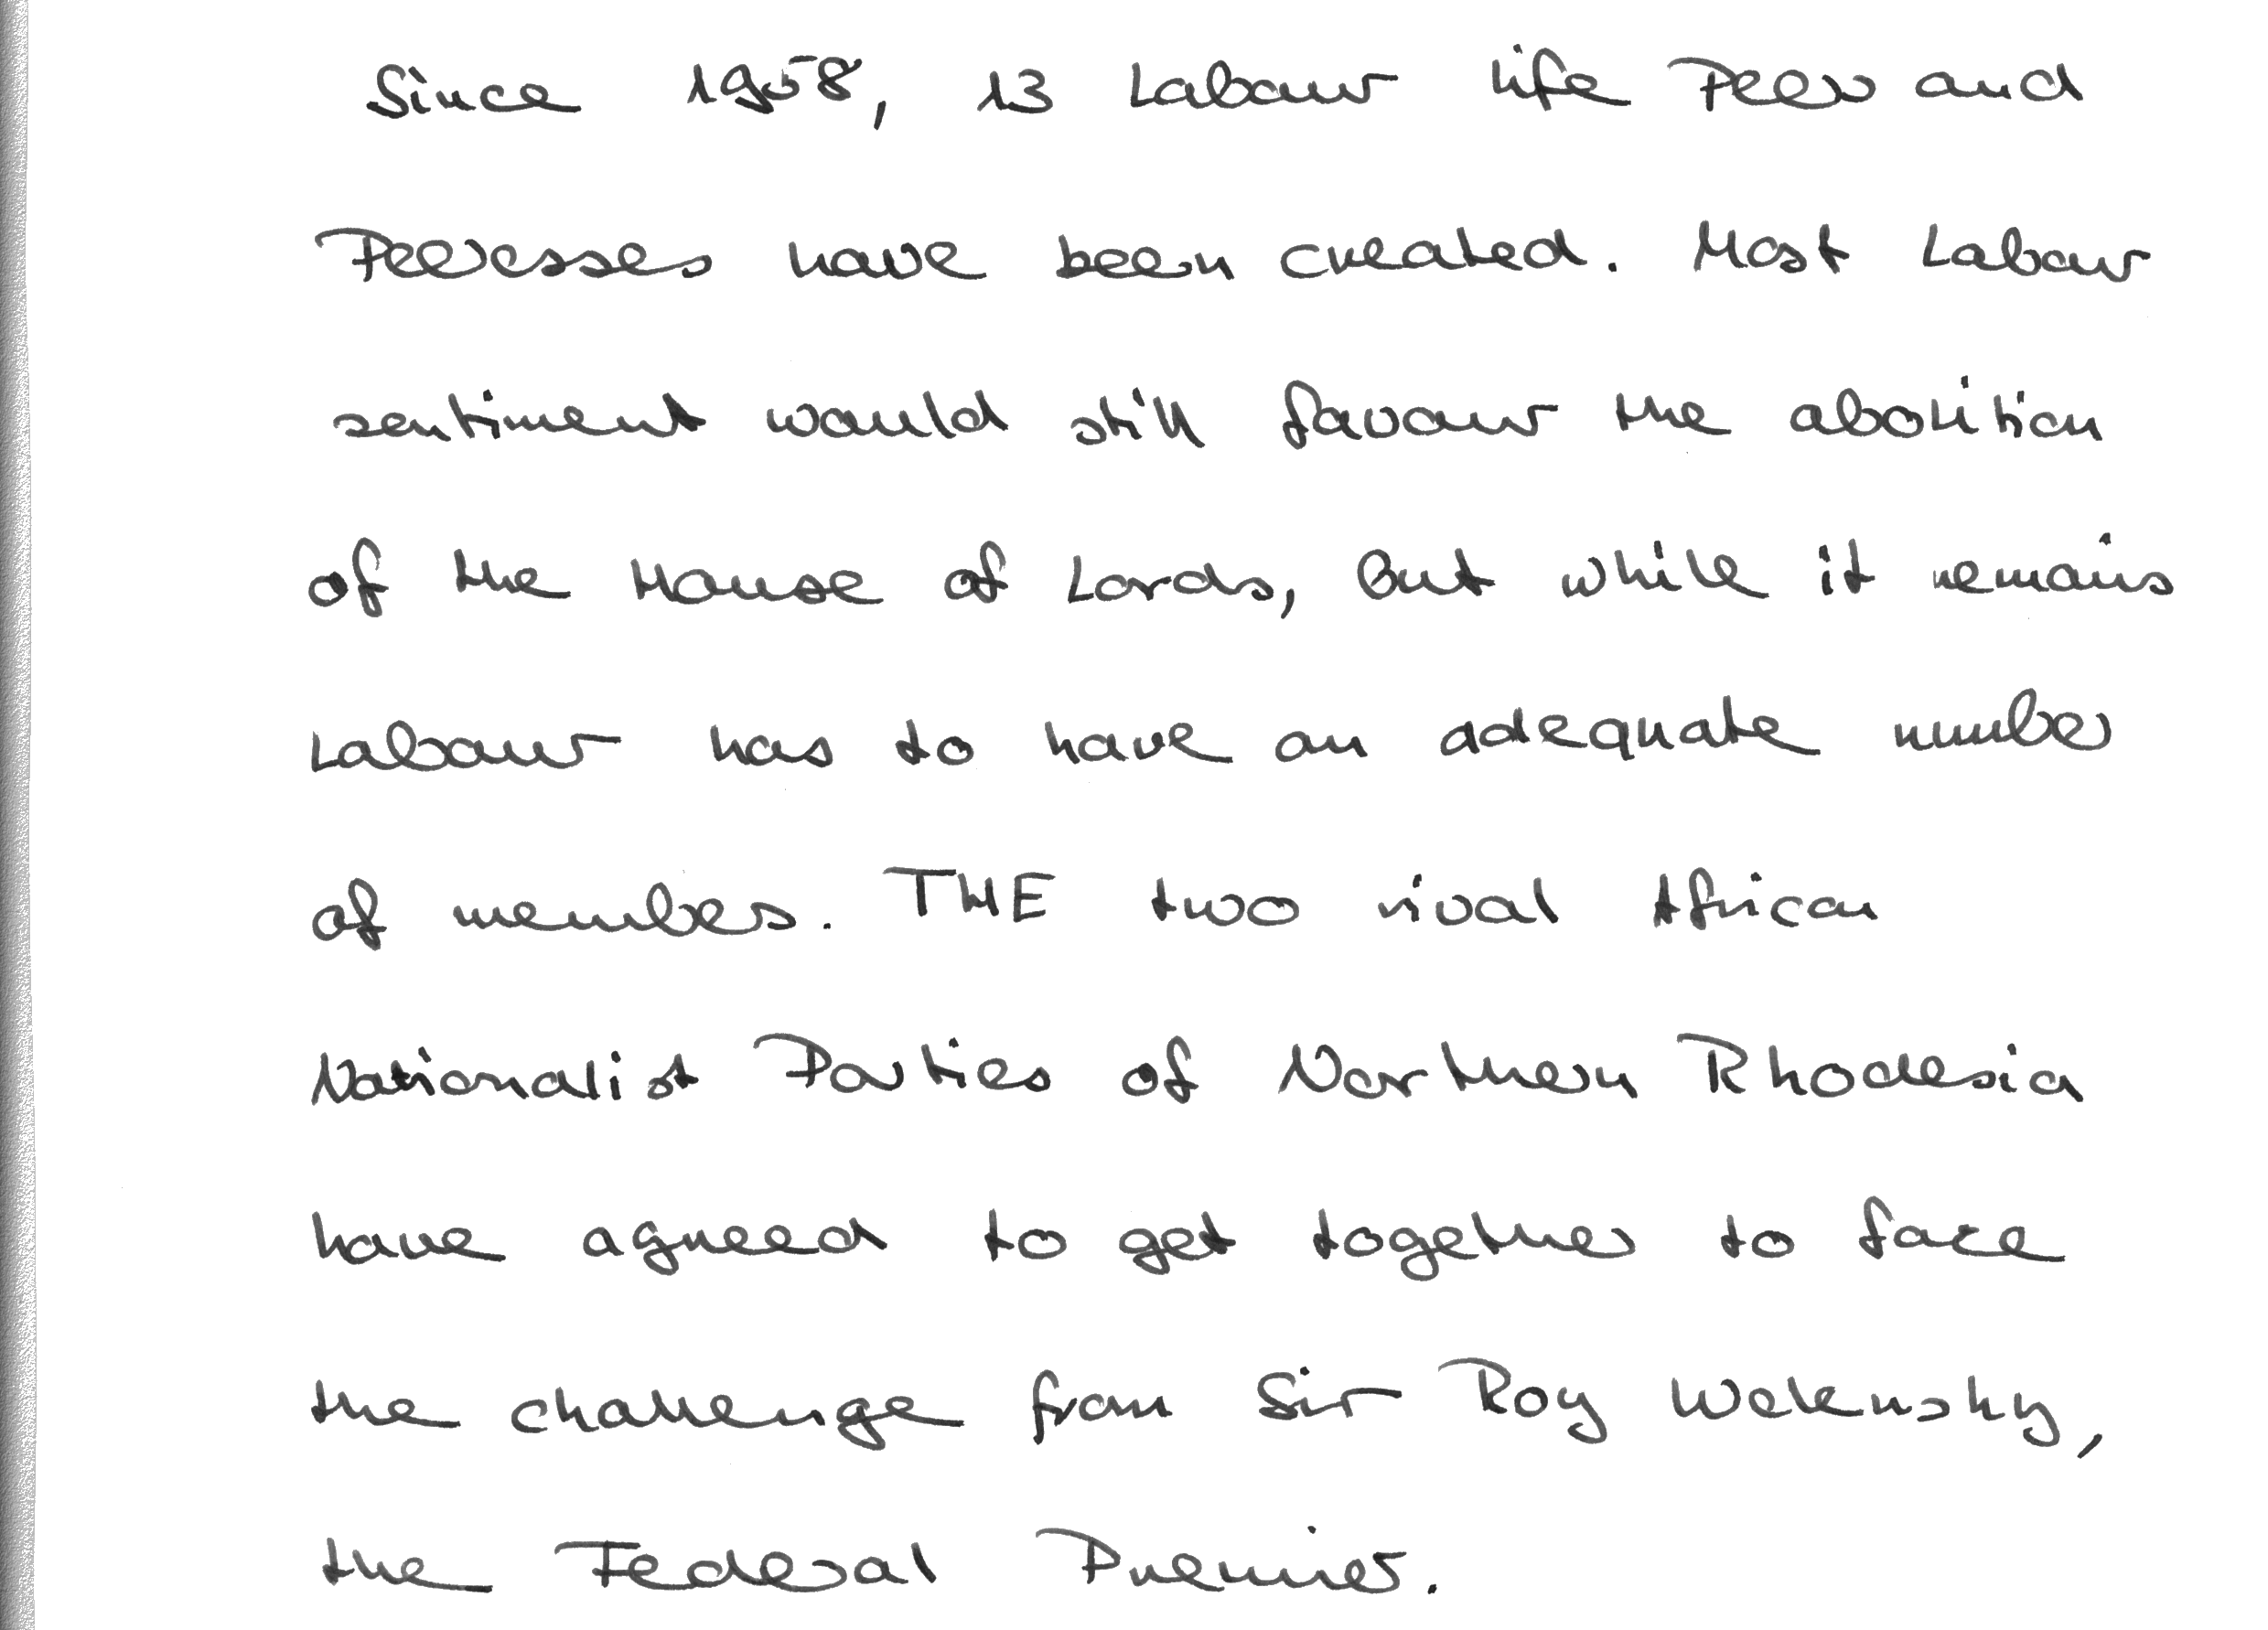 Since 1958, 13 Labour life Peers and
Peeresses have been created. Most Labour
sentiment would still favour the abolition
of the House of Lords, But while it remains
Labour has to have an adequate number
of members. THE two rival African
Nationalist Parties of Northern Rhodesia
have agreed to get together to face
the challenge from Sir Roy Welensky,
the Federal Premier.